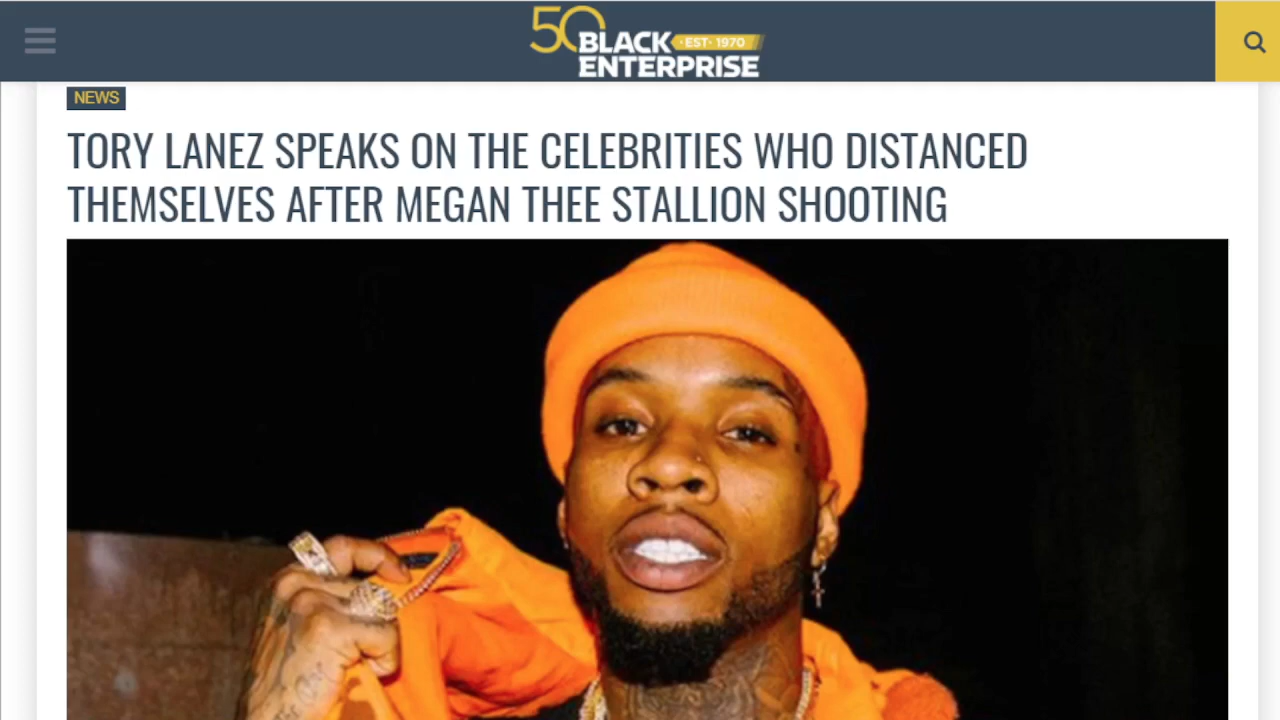 50
BLACK
·EST· 1970
ENTERPRISE
NEWS
TORY LANEZ SPEAKS ON THE CELEBRITIES WHO DISTANCED
THEMSELVES AFTER MEGAN THEE STALLION SHOOTING